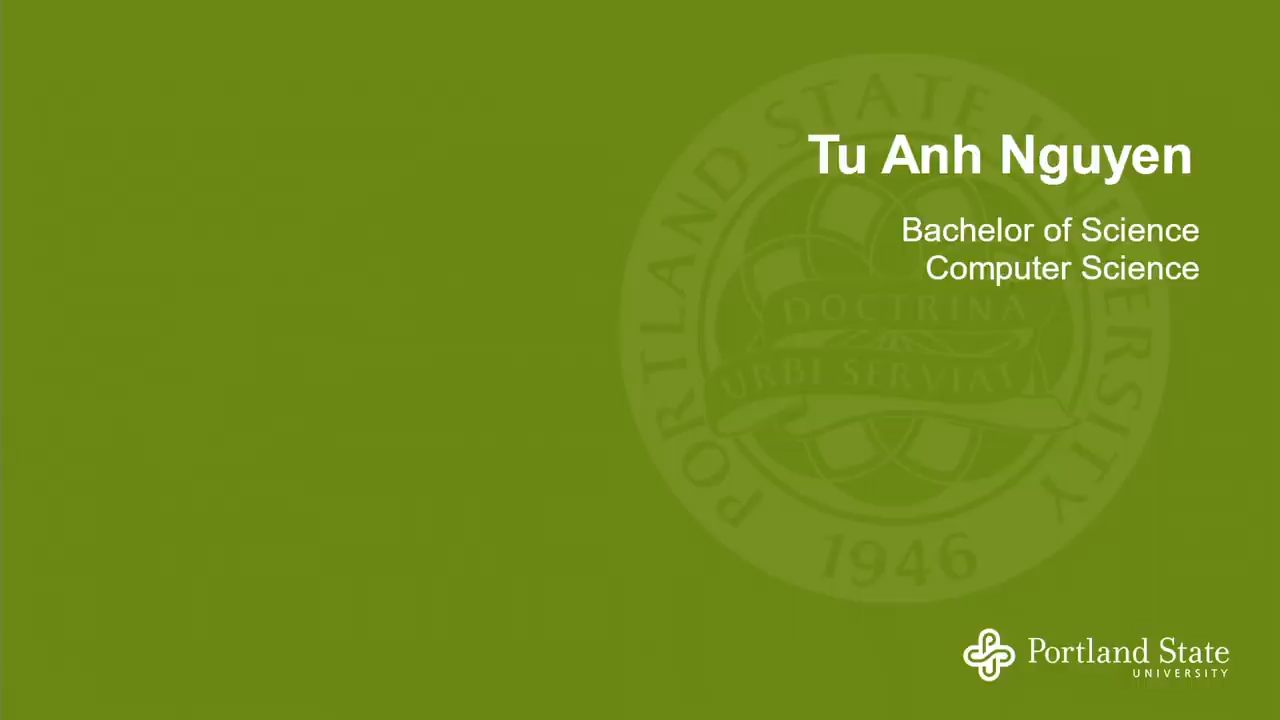 Tu Anh Nguyen
Bachelor of Science
Computer Science
PORTLAND STATE UNIVERSITY
DOCTRINA
URBI SERVIAT
1946
Portland State
UNIVERSITY